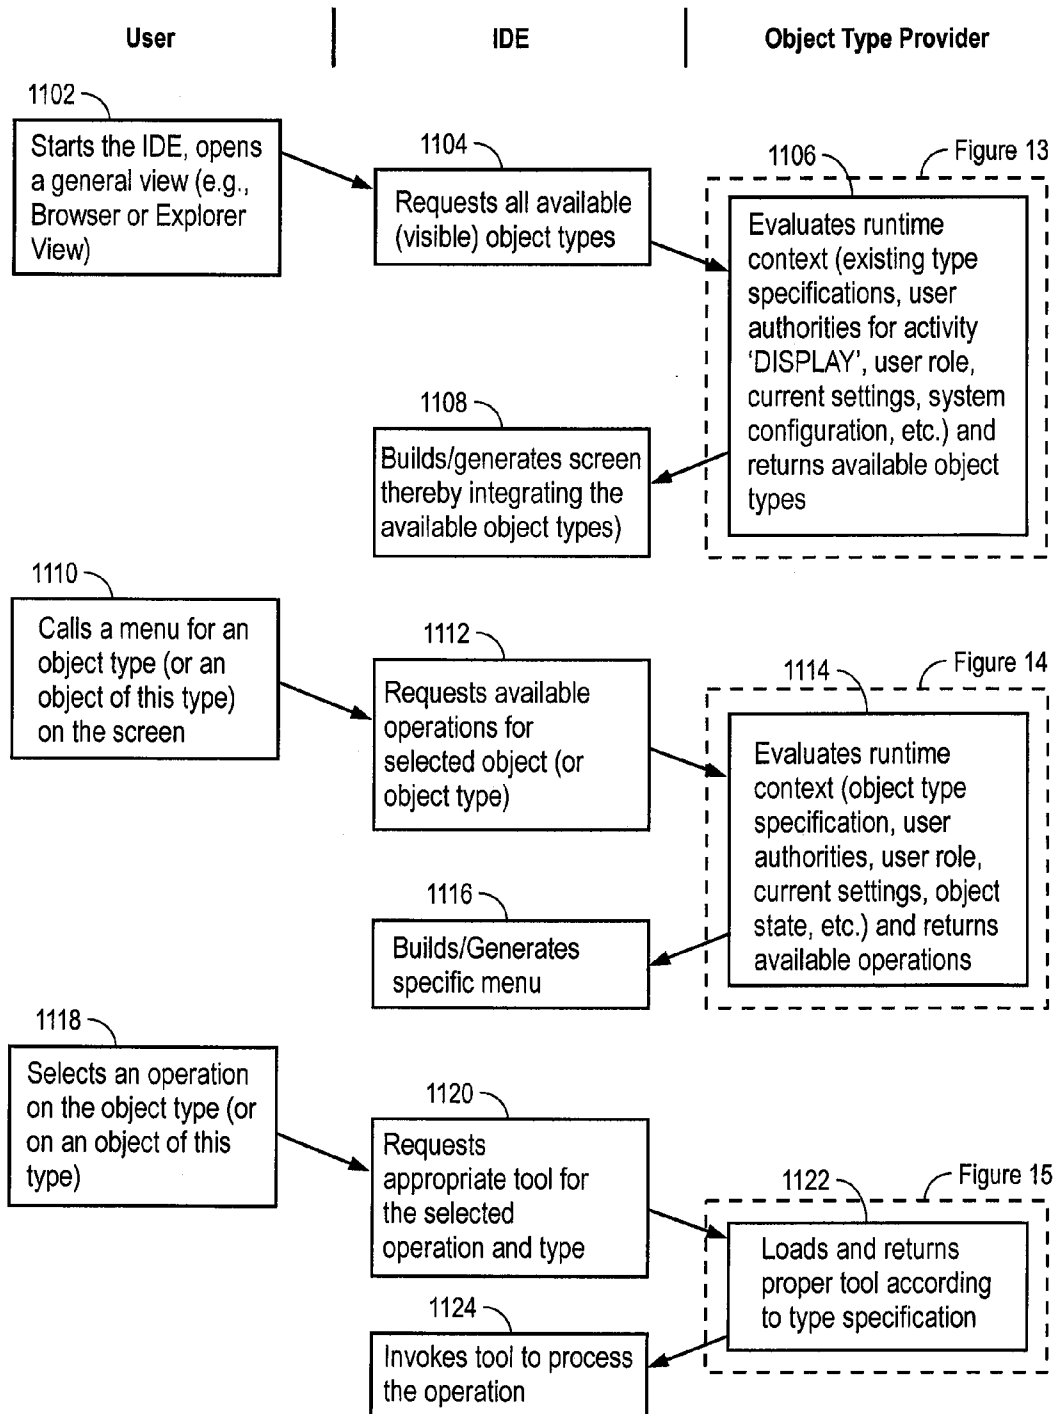 User
IDE
Object Type Provider
1102
Starts the IDE, opens
a general view (e.g.,
Browser or Explorer
View)
1104
Requests all available
(visible) object types
1106
Figure 13
Evaluates runtime
context (existing type
specifications, user
authorities for activity
‘DISPLAY’, user role,
current settings, system
configuration, etc.) and
returns available object
types
1108
Builds/generates screen
thereby integrating the
available object types)
1110
Calls a menu for an
object type (or an
object of this type)
on the screen
1112
Requests available
operations for
selected object (or
object type)
1114
Figure 14
Evaluates runtime
context (object type
specification, user
authorities, user role,
current settings, object
state, etc.) and returns
available operations
1116
Builds/Generates
specific menu
1118
Selects an operation
on the object type (or
on an object of this
type)
1120
Requests
appropriate tool for
the selected
operation and type
1122
Figure 15
Loads and returns
proper tool according
to type specification
1124
Invokes tool to process
the operation